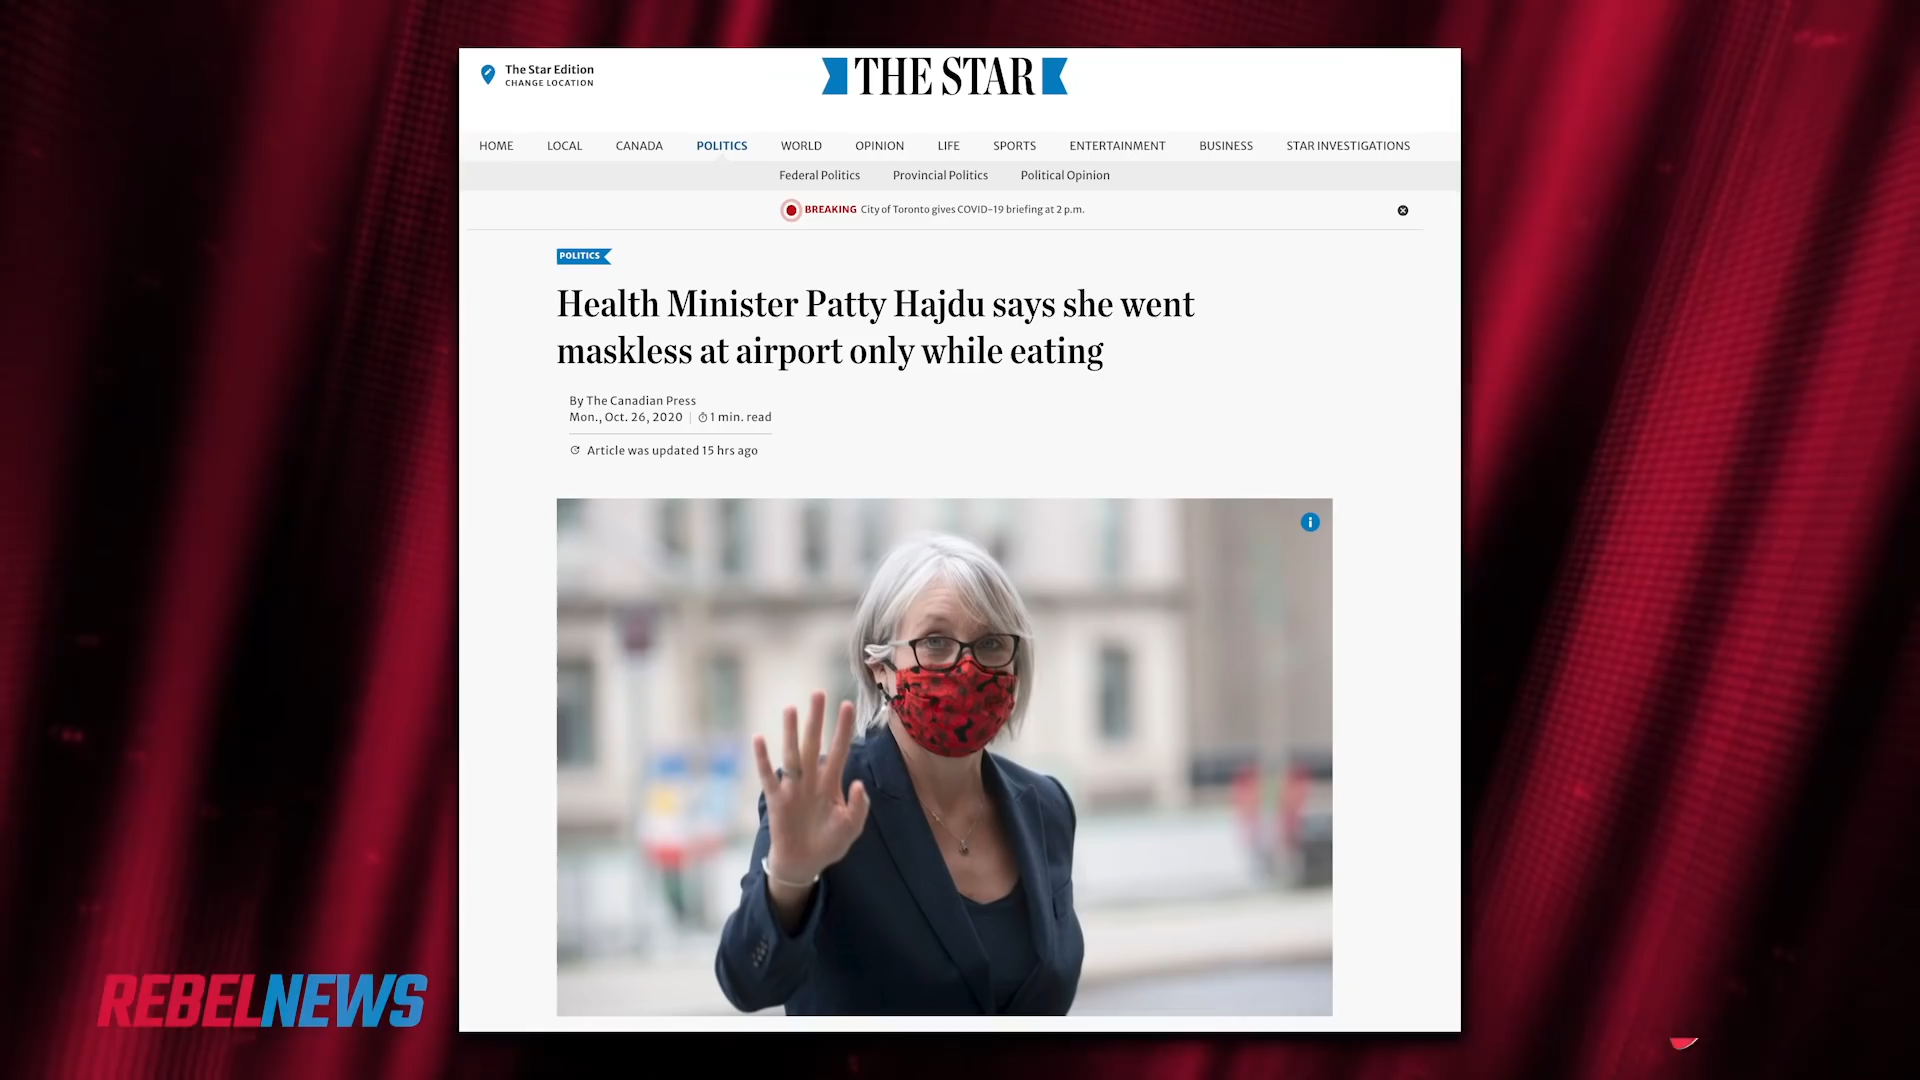 The Star Edition
CHANGE LOCATION
THE STAR
HOME LOCAL CANADA POLITICS WORLD OPINION LIFE SPORTS ENTERTAINMENT BUSINESS STAR INVESTIGATIONS
Federal Politics Provincial Politics Political Opinion
BREAKING City of Toronto gives COVID-19 briefing at 2 p.m.
POLITICS
Health Minister Patty Hajdu says she went
maskless at airport only while eating
By The Canadian Press
Mon., Oct. 26, 2020 | 1 min. read
Article was updated 15 hrs ago
i
REBELNEWS